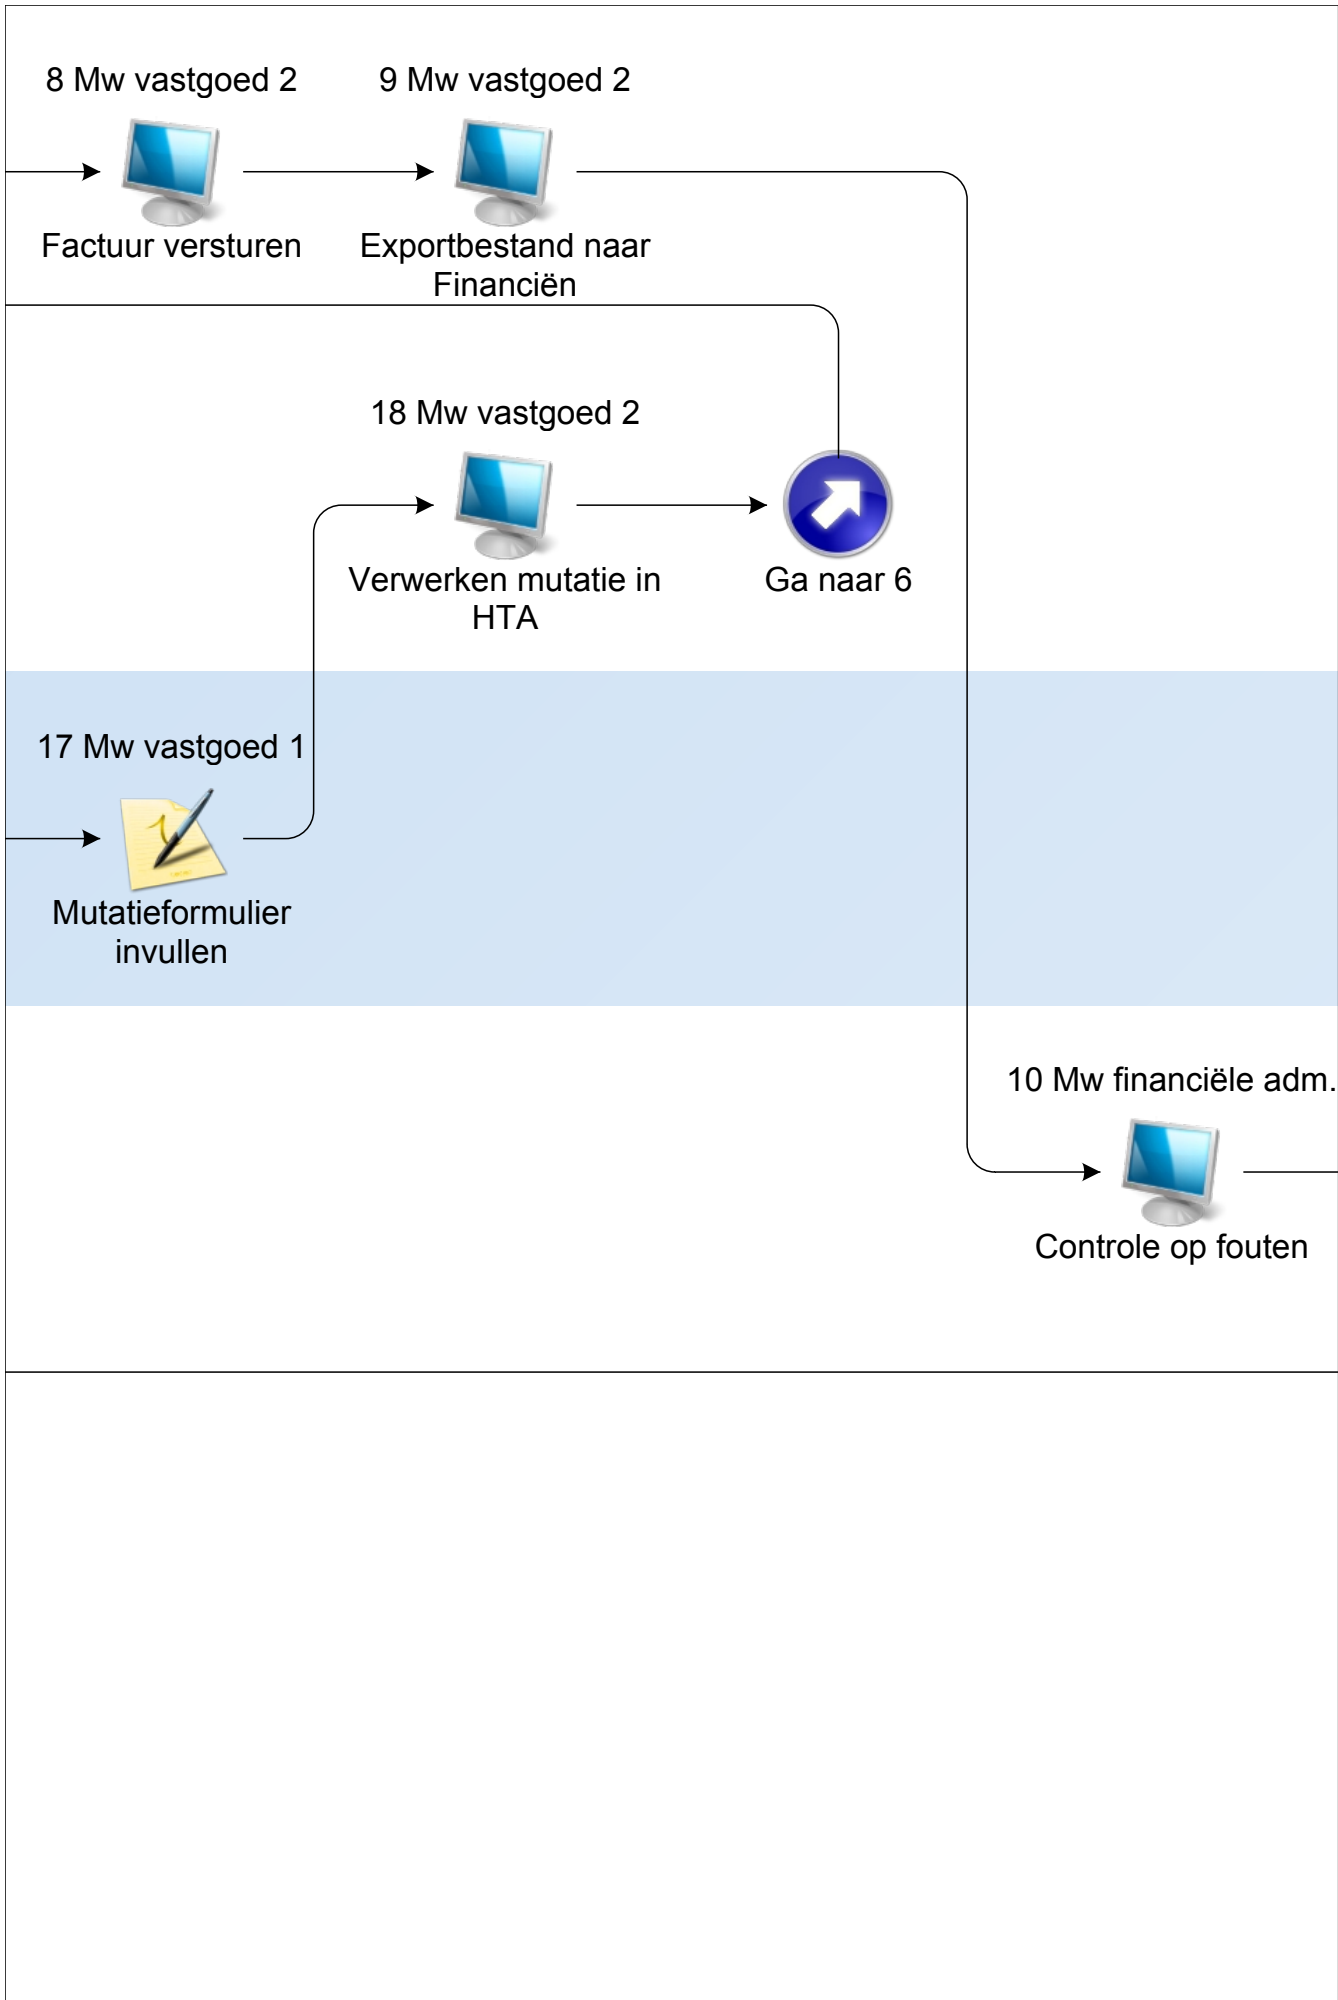 8 Mw vastgoed 2
9 Mw vastgoed 2
Factuur versturen
Exportbestand naar
Financiën
18 Mw vastgoed 2
Verwerken mutatie in
HTA
Ga naar 6
17 Mw vastgoed 1
Mutatieformulier
invullen
10 Mw financiële adm.
Controle op fouten